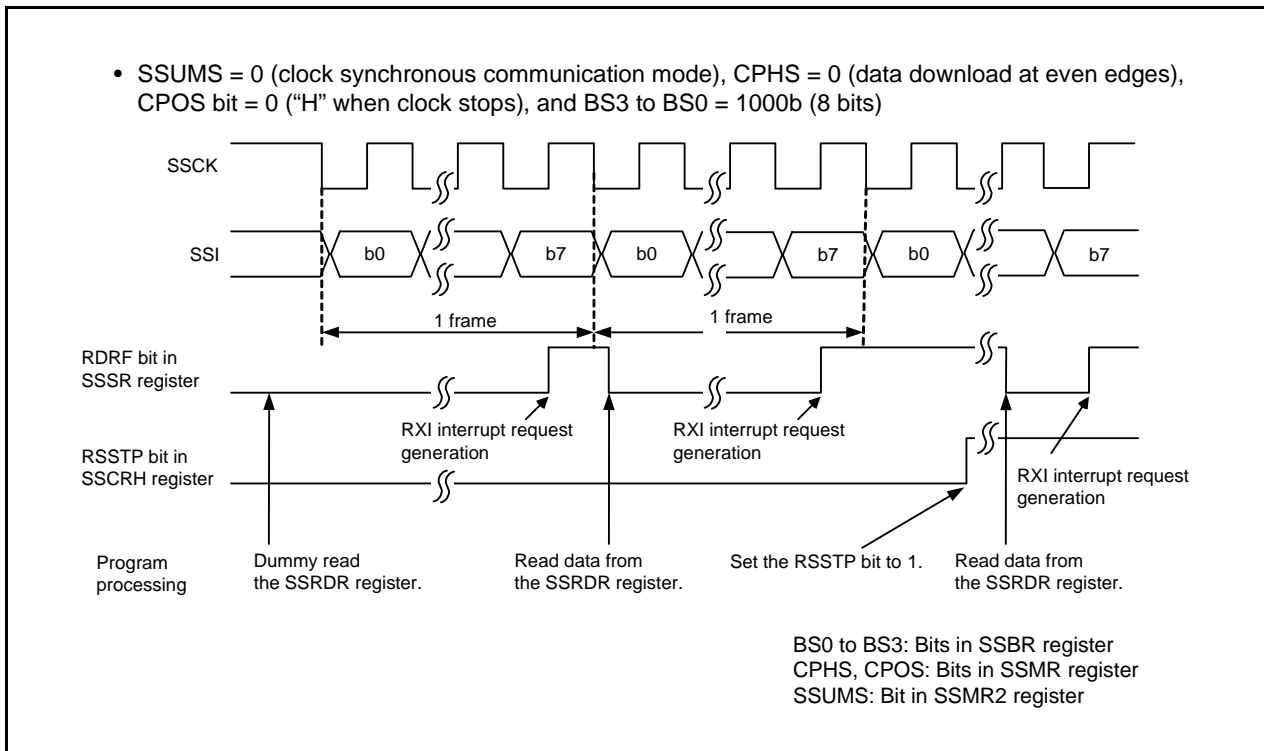 • SSUMS = 0 (clock synchronous communication mode), CPHS = 0 (data download at even edges),
CPOS bit = 0 (“H” when clock stops), and BS3 to BS0 = 1000b (8 bits)
SSCK
SSI
b0
b7
b0
b7
b0
b7
1 frame
1 frame
RDRF bit in
SSSR register
RXI interrupt request
generation
RXI interrupt request
generation
RSSTP bit in
SSCRH register
RXI interrupt request
generation
Program
processing
Dummy read
the SSRDR register.
Read data from
the SSRDR register.
Set the RSSTP bit to 1.
Read data from
the SSRDR register.
BS0 to BS3: Bits in SSBR register
CPHS, CPOS: Bits in SSMR register
SSUMS: Bit in SSMR2 register